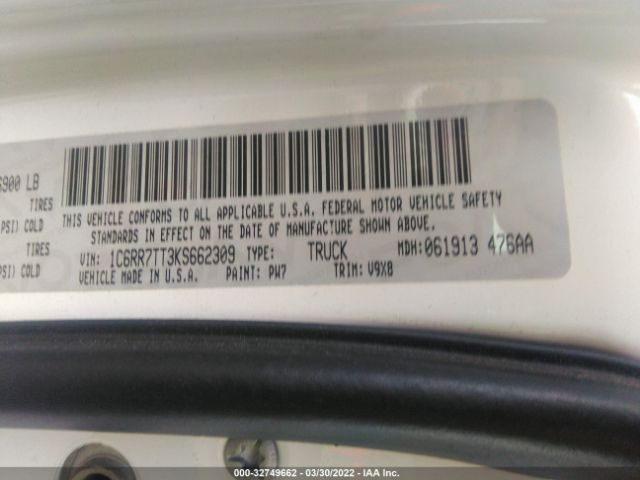 6900 LB
TIRES
PSI) COLD
TIRES
PSI) COLD
THIS VEHICLE CONFORMS TO ALL APPLICABLE U.S.A. FEDERAL MOTOR VEHICLE SAFETY
STANDARDS IN EFFECT ON THE DATE OF MANUFACTURE SHOWN ABOVE.
VIN: 1C6RR7TT3KS662309 TYPE: TRUCK MDH: 061913 476AA
VEHICLE MADE IN U.S.A. PAINT: PW7 TRIM: V9X8
000-32749662 - 03/30/2022 - IAA Inc.